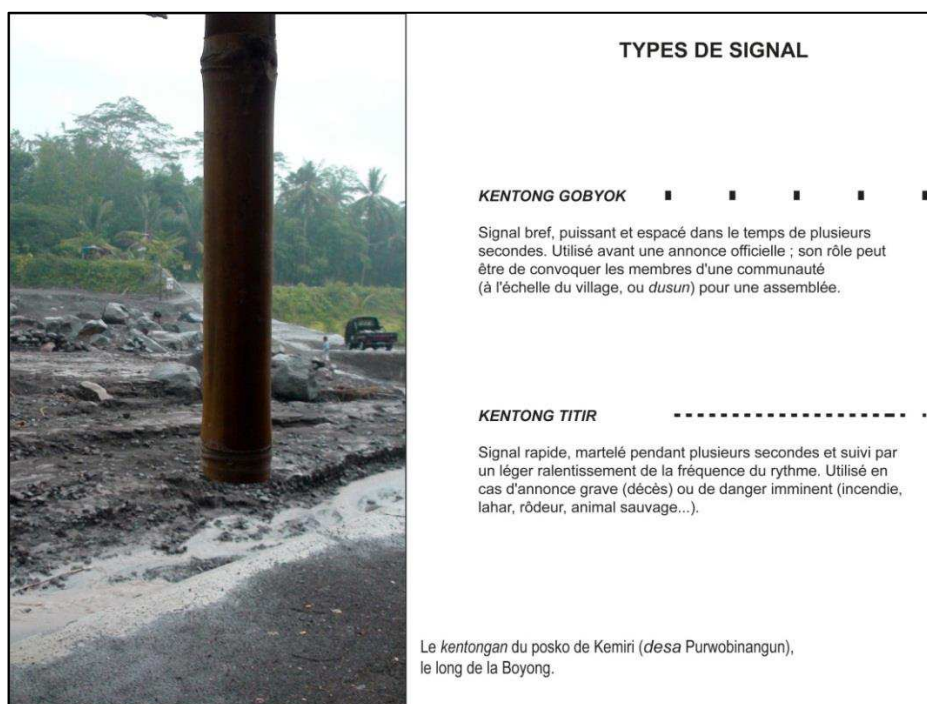 TYPES DE SIGNAL
KENTONG GOBYOK
Signal bref, puissant et espacé dans le temps de plusieurs
secondes. Utilisé avant une annonce officielle ; son rôle peut
être de convoquer les membres d'une communauté
(à l'échelle du village, ou dusun) pour une assemblée.
KENTONG TITIR
Signal rapide, martelé pendant plusieurs secondes et suivi par
un léger ralentissement de la fréquence du rythme. Utilisé en
cas d'annonce grave (décès) ou de danger imminent (incendie,
lahar, rôdeur, animal sauvage...).
Le kentongan du posko de Kemiri (desa Purwobinangun),
le long de la Boyong.